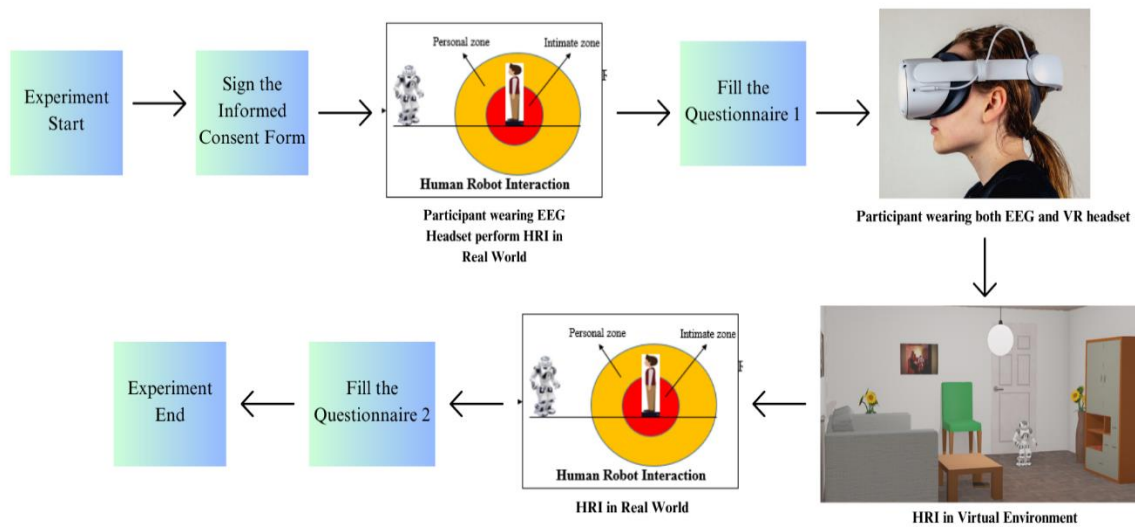 Experiment
Start
Sign the
Informed
Consent Form
Personal zone
Intimate zone
Human Robot Interaction
Participant wearing EEG
Headset perform HRI in
Real World
Fill the
Questionnaire 1
Participant wearing both EEG and VR headset
Experiment
End
Fill the
Questionnaire 2
Personal zone
Intimate zone
Human Robot Interaction
HRI in Real World
HRI in Virtual Environment